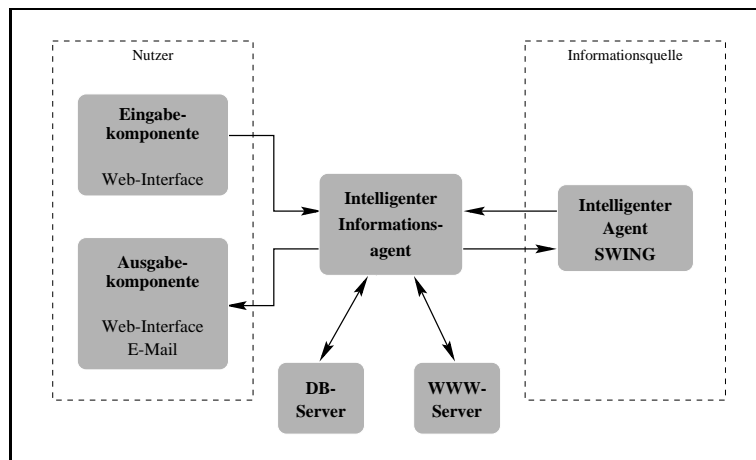 Nutzer
Eingabe-
komponente
Web-Interface
Ausgabe-
komponente
Web-Interface
E-Mail
Intelligenter
Informations-
agent
DB-
Server
WWW-
Server
Informationsquelle
Intelligenter
Agent
SWING